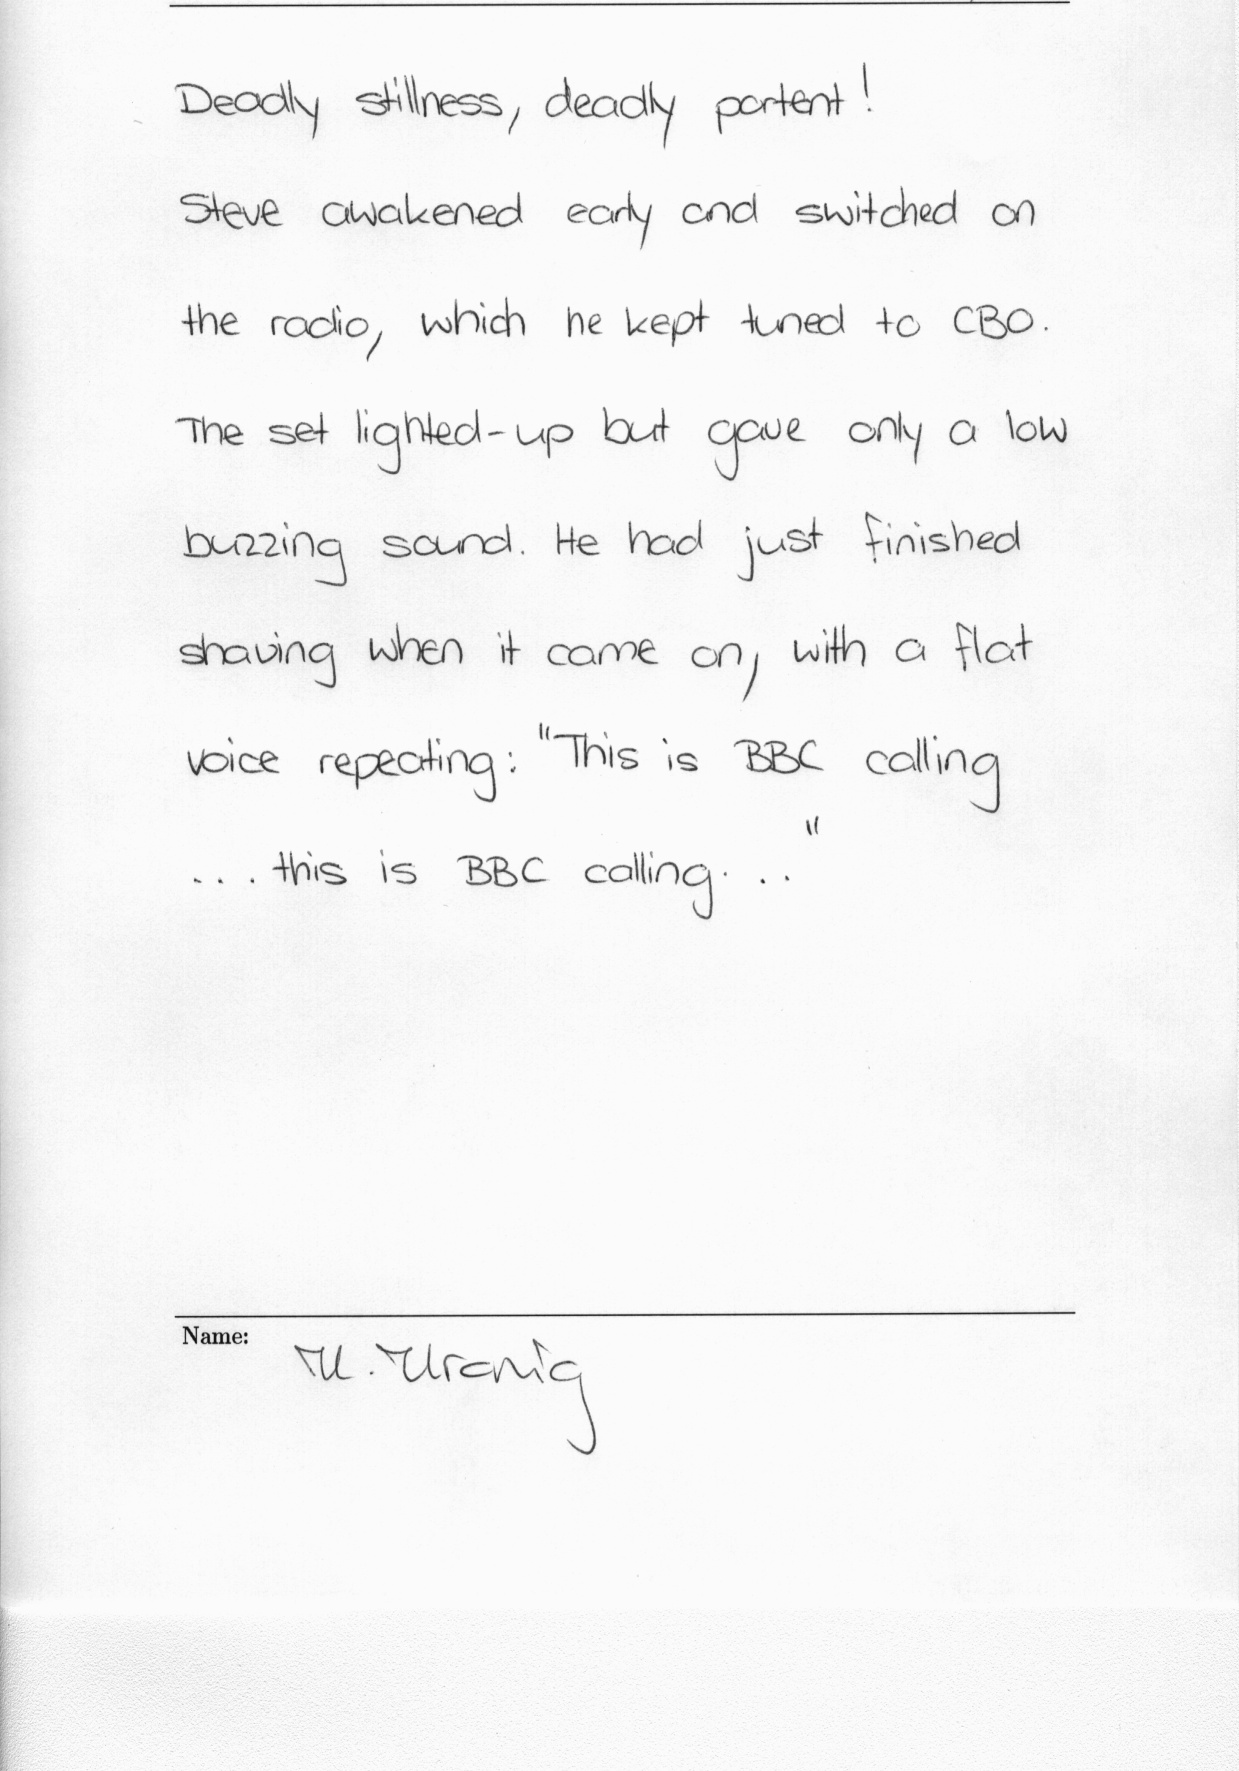 Deadly stillness, deadly portent!
Steve awakened early and switched on
the radio, which he kept tuned to CBO.
The set lighted-up but gave only a low
buzzing sound. He had just finished
shaving when it came on, with a flat
voice repeating: "This is BBC calling
... this is BBC calling..."
Name: